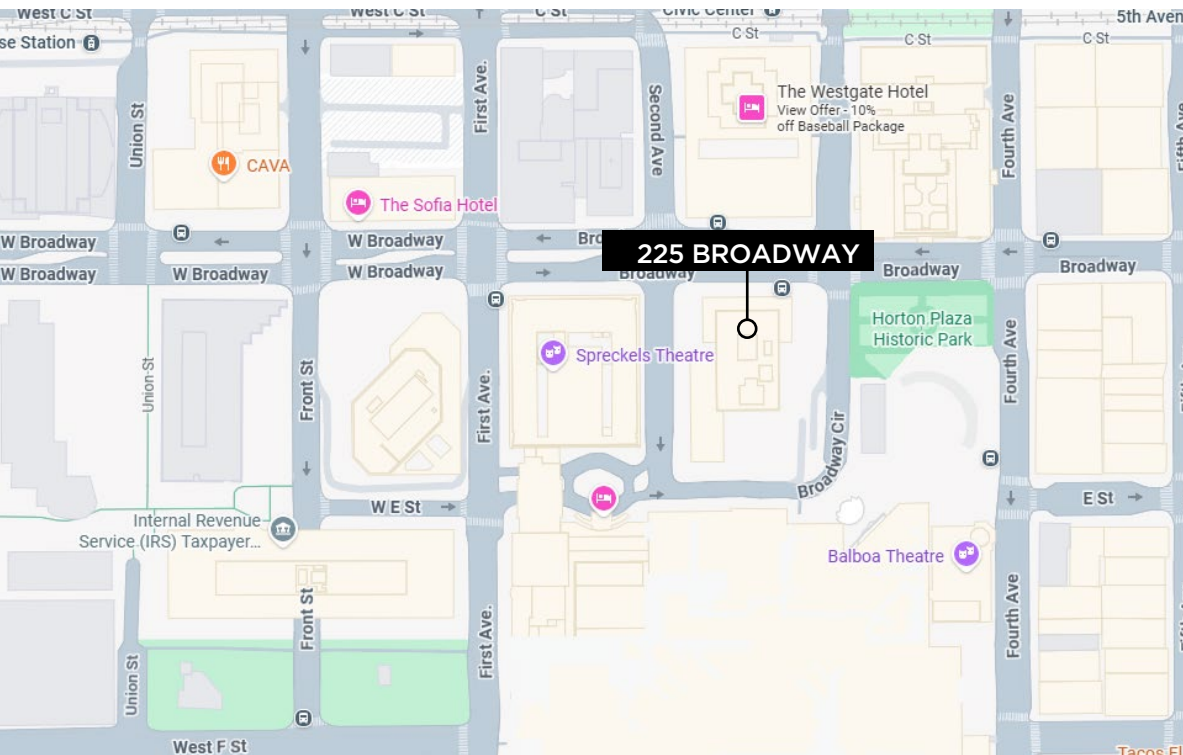 West C St
West C St
C St
Civic Center
5th Aven
se Station
C St
C St
C St
The Westgate Hotel
View Offer - 10%
off Baseball Package
Union St
First Ave.
Second Ave
Fourth Ave
Fifth Ave
CAVA
The Sofia Hotel
W Broadway
W Broadway
Bro
225 BROADWAY
W Broadway
W Broadway
W Broadway
Broadway
Broadway
Broadway
Horton Plaza
Historic Park
Spreckels Theatre
Union St
Front St
First Ave.
Fourth Ave
Broadway Cir
W E St
E St
Internal Revenue
Service (IRS) Taxpayer...
Balboa Theatre
Front St
First Ave.
Fourth Ave
Union St
West F St
Tacos El